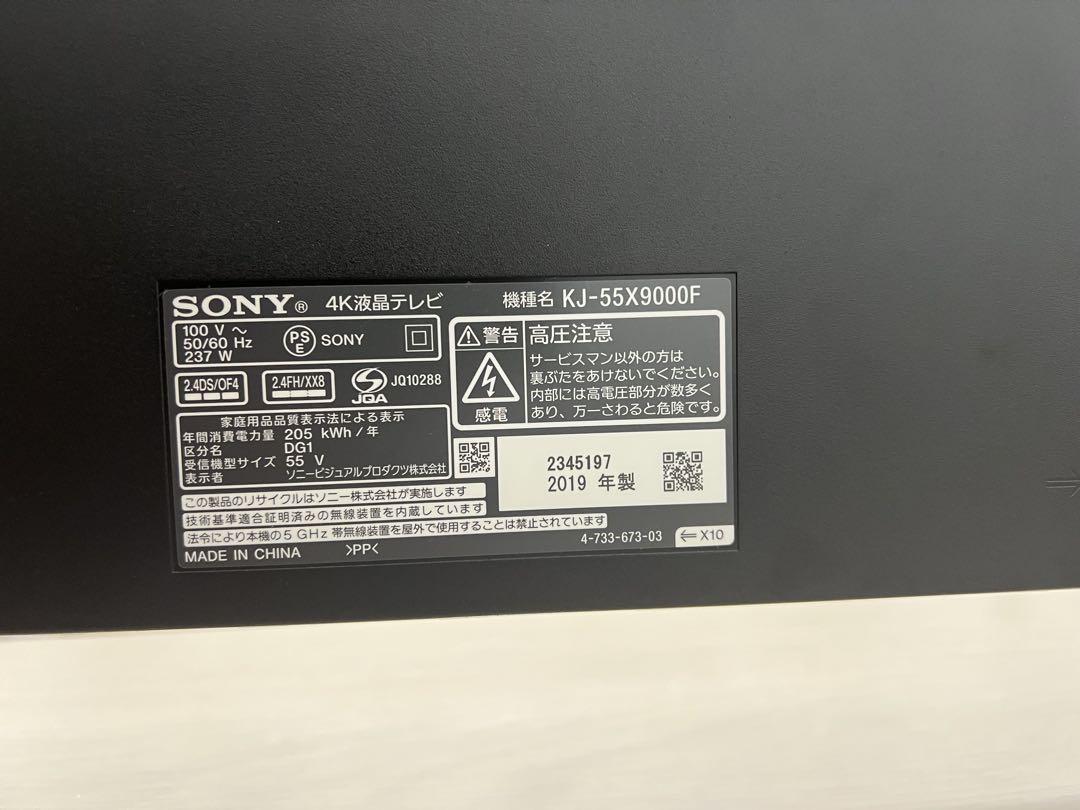 SONY® 4K液晶テレビ 機種名 KJ-55X9000F
100 V ～
50/60 Hz
237 W
PS
E
SONY
2.4DS/OF4
2.4FH/XX8
JQA
JQ10288
家庭用品品質表示法による表示
年間消費電力量 205 kWh/年
区分名 DG1
受信機型サイズ 55 V
表示者 ソニービジュアルプロダクツ株式会社
警告
感電
高圧注意
サービスマン以外の方は
裏ぶたをあけないでください。
内部には高電圧部分が数多く
あり、万一さわると危険です。
2345197
2019 年製
この製品のリサイクルはソニー株式会社が実施します
技術基準適合証明済みの無線装置を内蔵しています
法令により本機の5 GHz 帯無線装置を屋外で使用することは禁止されています
MADE IN CHINA >PP<
4-733-673-03
⇐X10